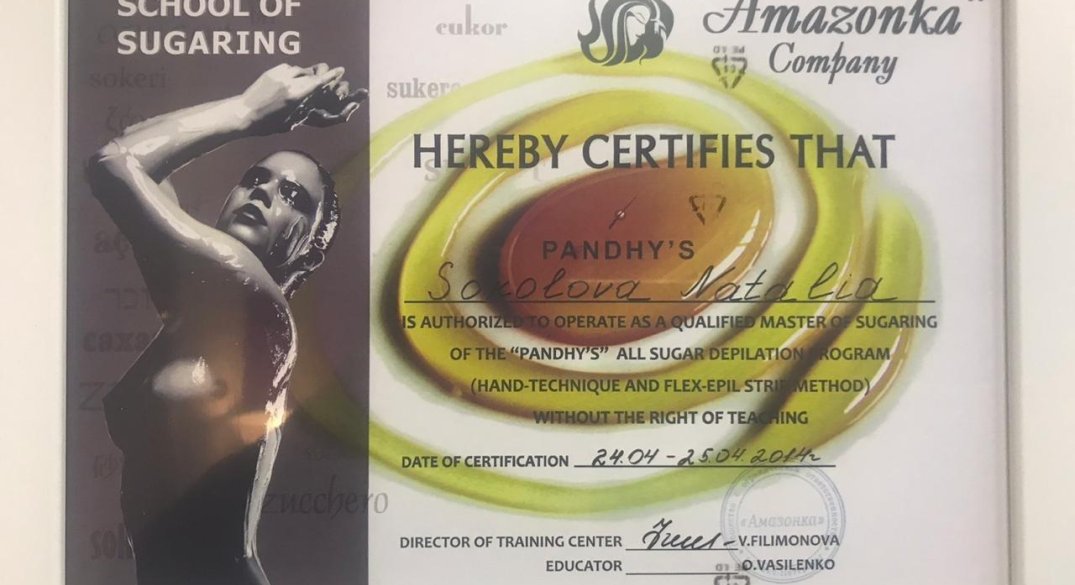 SCHOOL OF
SUGARING
cukor
sokeri
sukere
zucchero
"Amazonka"
Company
HEREBY CERTIFIES THAT
PANDHY'S
Sokolova Natalia
IS AUTHORIZED TO OPERATE AS A QUALIFIED MASTER OF SUGARING
OF THE “PANDHY'S” ALL SUGAR DEPILATION PROGRAM
(HAND-TECHNIQUE AND FLEX-EPIL STRIP METHOD)
WITHOUT THE RIGHT OF TEACHING
DATE OF CERTIFICATION 24.04 - 25.04.2014г
«Амазонка»
DIRECTOR OF TRAINING CENTER V.FILIMONOVA
EDUCATOR O.VASILENKO